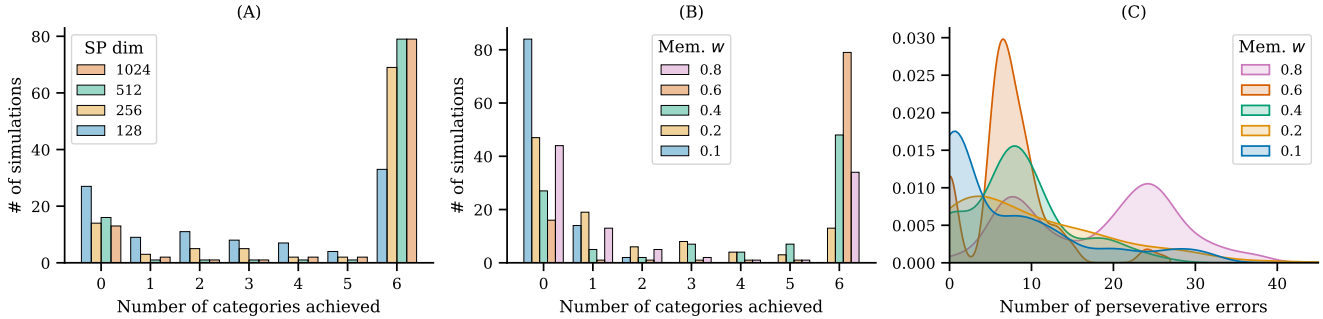 (A)
# of simulations
80
60
40
20
0
SP dim
1024
512
256
128
0 1 2 3 4 5 6
Number of categories achieved
(B)
# of simulations
80
60
40
20
0
Mem. w
0.8
0.6
0.4
0.2
0.1
0 1 2 3 4 5 6
Number of categories achieved
(C)
0.030
0.025
0.020
0.015
0.010
0.005
0.000
Mem. w
0.8
0.6
0.4
0.2
0.1
0 10 20 30 40
Number of perseverative errors